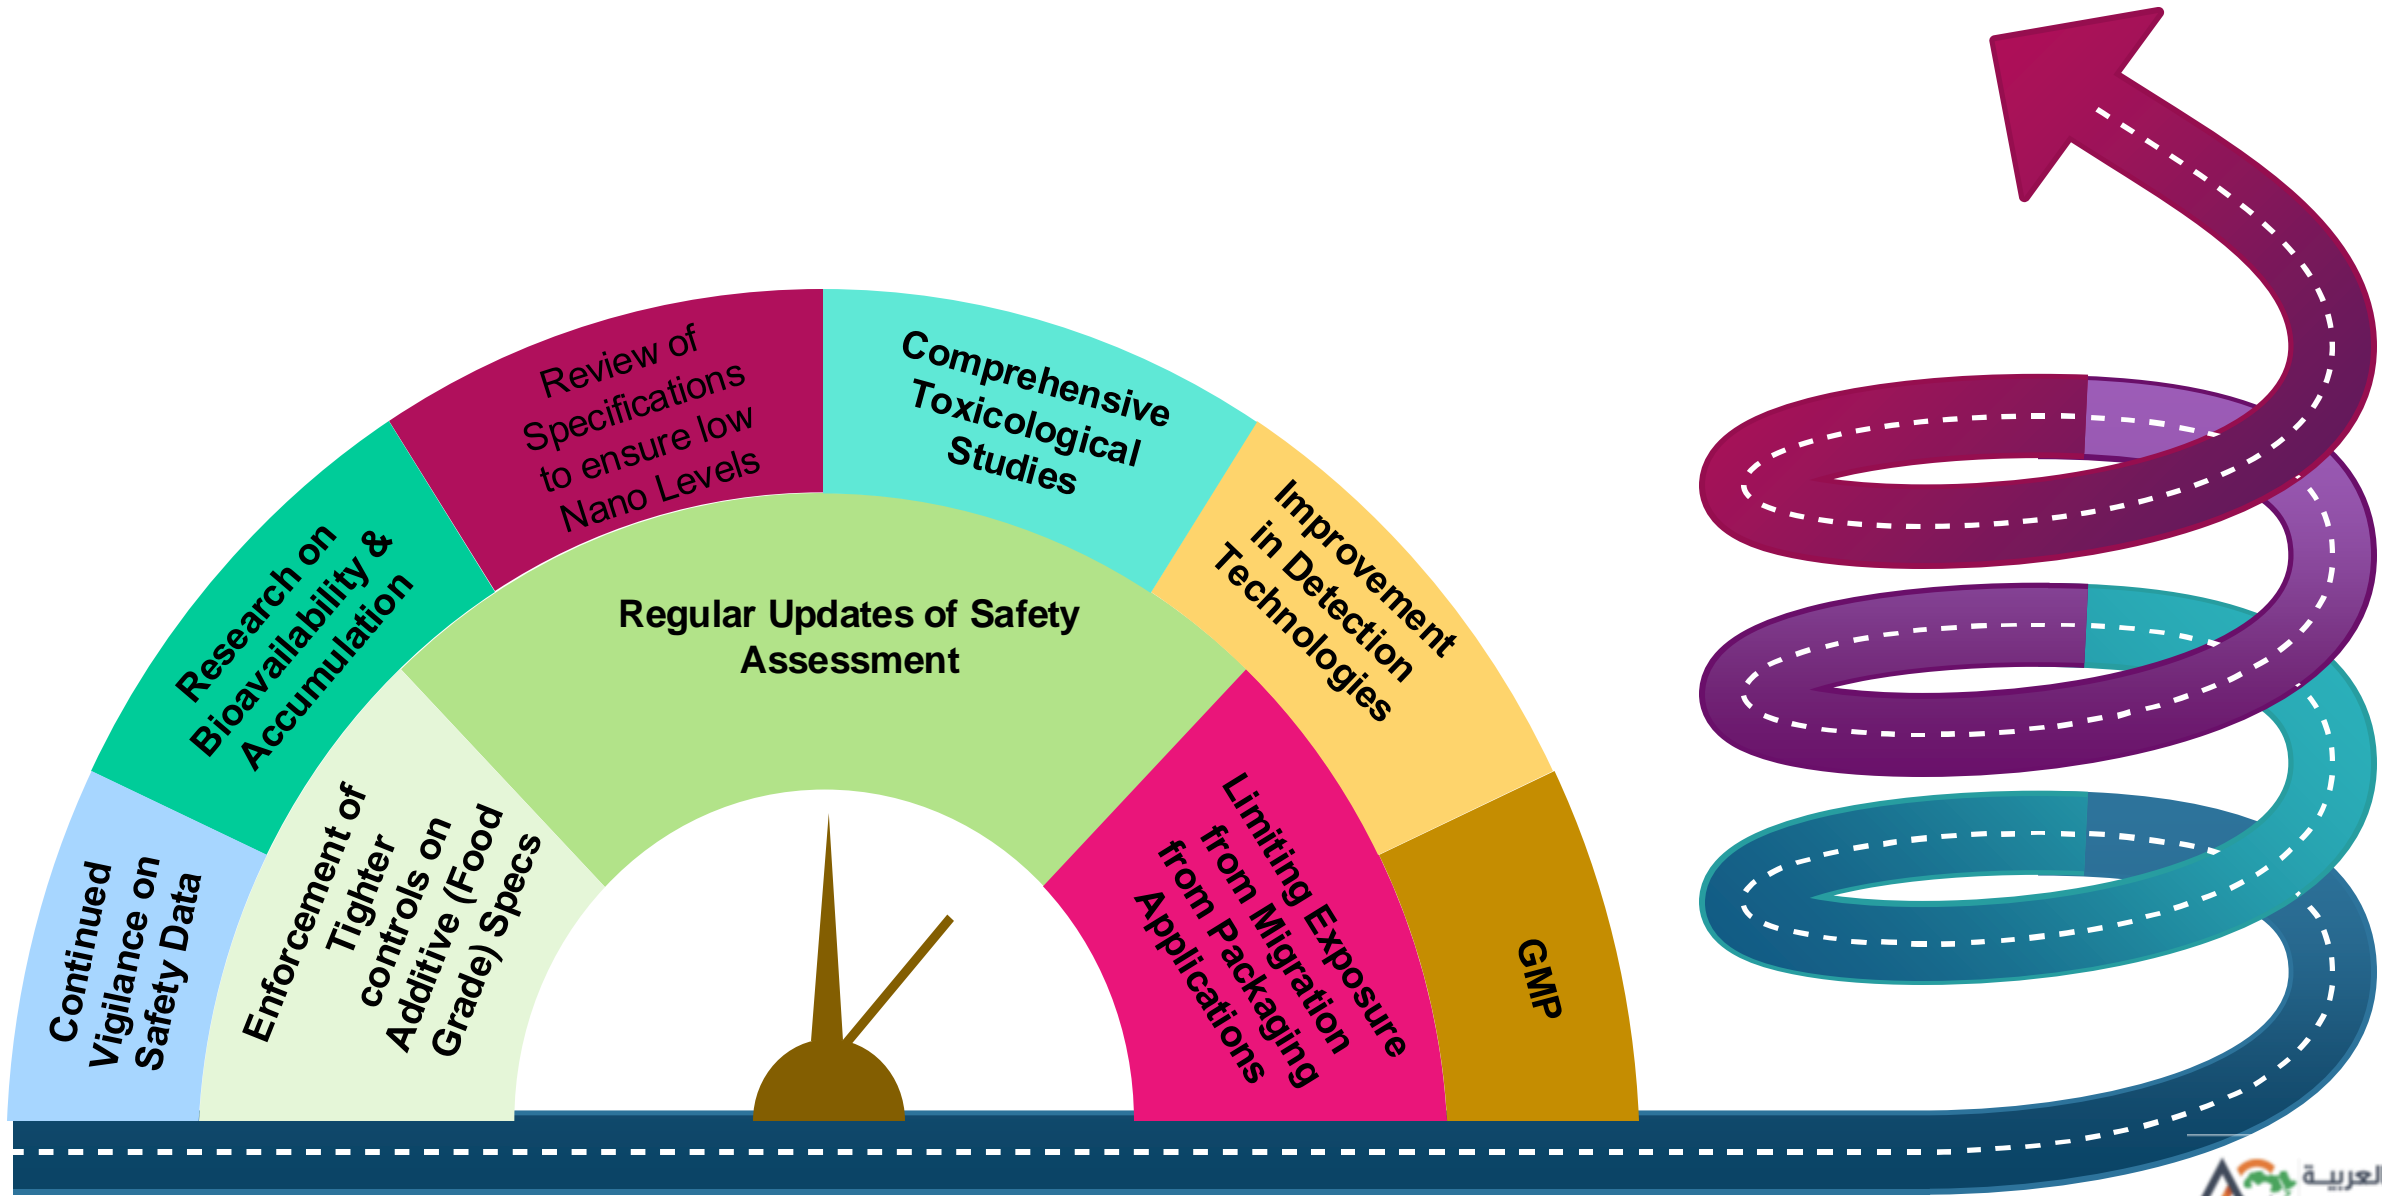 Continued
Vigilance on
Safety Data
Research on
Bioavailability &
Accumulation
Review of
Specifications
to ensure low
Nano Levels
Comprehensive
Toxicological
Studies
Improvement
in Detection
Technologies
GMP
Enforcement of
Tighter
controls on
Additive (Food
Grade) Specs
Regular Updates of Safety
Assessment
Limiting Exposure
from Migration
from Packaging
Applications
العربيــة